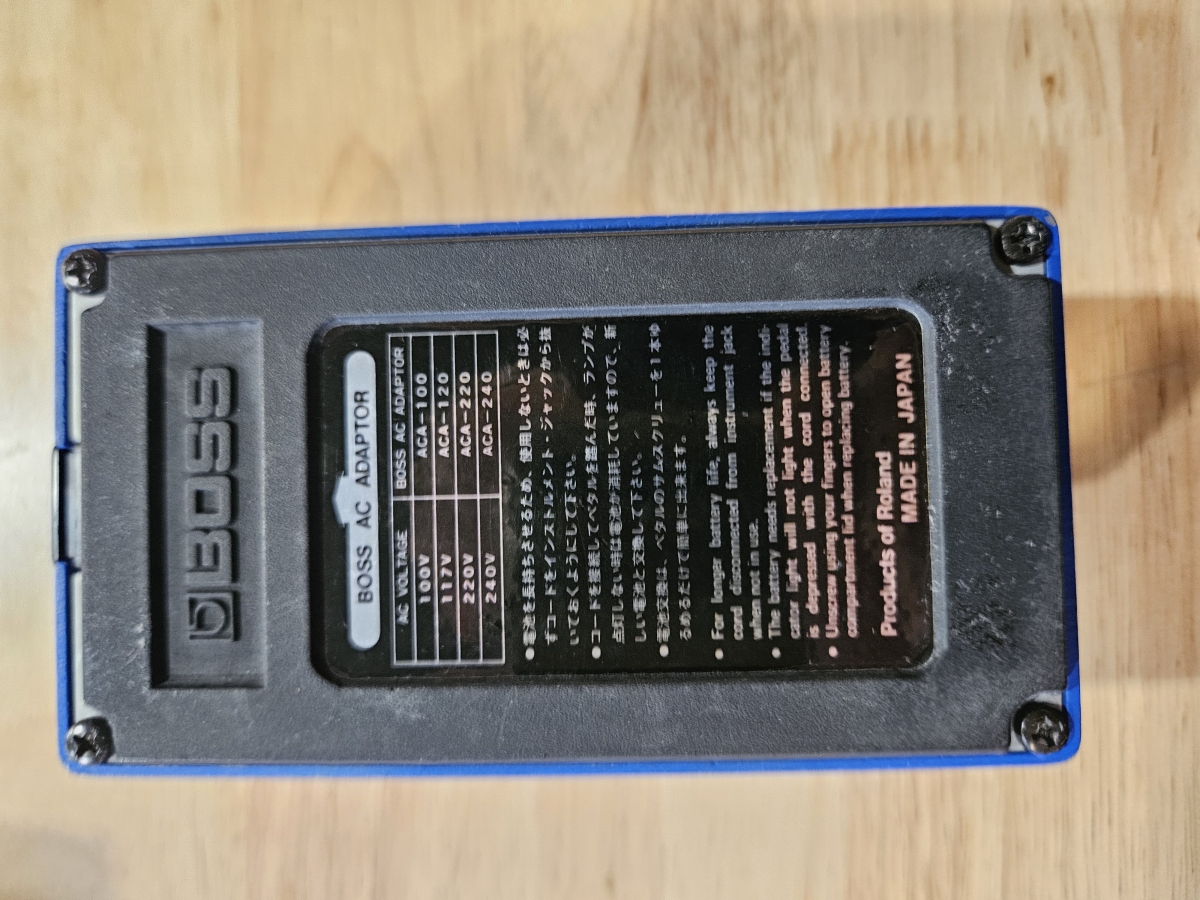 BOSS
BOSS AC ADAPTOR
AC VOLTAGE BOSS AC ADAPTOR
100V ACA-100
117V ACA-120
220V ACA-220
240V ACA-240
●電池を長持ちさせるため、使用しないときは必
ずコードをインストルメント・ジャックから抜
いておくようにして下さい。
●コードを接続してペダルを踏んだ時、ランプが
点灯しない時は電池が消耗していますので、新
しい電池と交換して下さい。
●電池交換は、ペダルのサムスクリューを1本ゆ
るめるだけで簡単に出来ます。
● For longer battery life, always keep the
cord disconnected from instrument jack
when not in use.
● The battery needs replacement if the indi-
cator light will not light when the pedal
is depressed with the cord connected.
● Unscrew using your fingers to open battery
compartment lid when replacing battery.
Products of Roland
MADE IN JAPAN